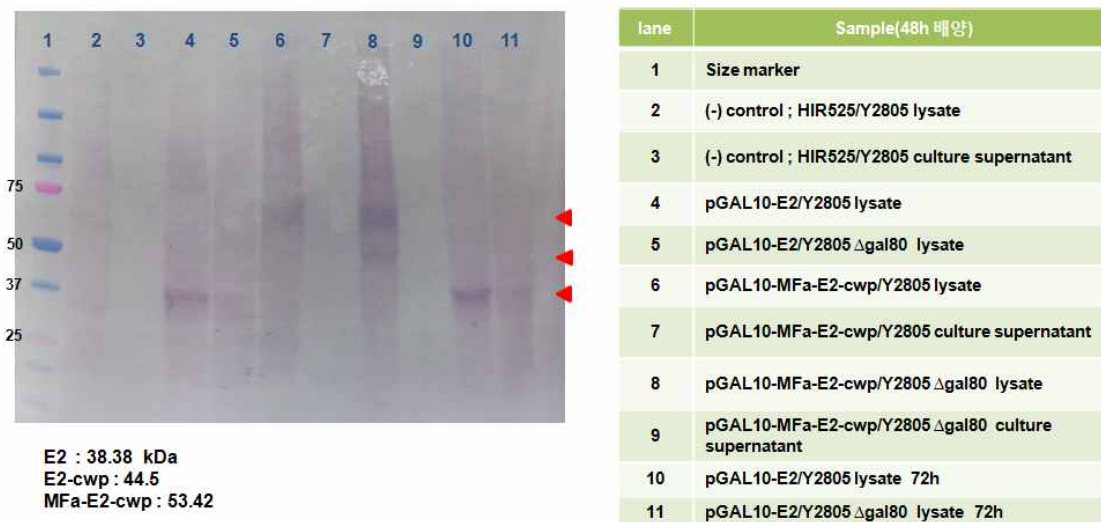 1 2 3 4 5 6 7 8 9 10 11
75
50
37
25
E2 : 38.38 kDa
E2-cwp : 44.5
MFa-E2-cwp : 53.42
lane Sample(48h 배양)
1 Size marker
2 (-) control ; HIR525/Y2805 lysate
3 (-) control ; HIR525/Y2805 culture supernatant
4 pGAL10-E2/Y2805 lysate
5 pGAL10-E2/Y2805 ∆gal80 lysate
6 pGAL10-MFa-E2-cwp/Y2805 lysate
7 pGAL10-MFa-E2-cwp/Y2805 culture supernatant
8 pGAL10-MFa-E2-cwp/Y2805 ∆gal80 lysate
9 pGAL10-MFa-E2-cwp/Y2805 ∆gal80 culture
supernatant
10 pGAL10-E2/Y2805 lysate 72h
11 pGAL10-E2/Y2805 ∆gal80 lysate 72h